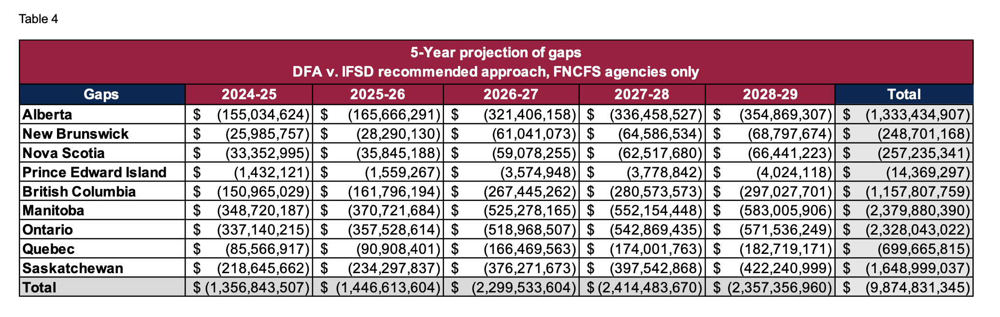 Table 4
5-Year projection of gaps
DFA v. IFSD recommended approach, FNCFS agencies only
Gaps 2024-25 2025-26 2026-27 2027-28 2028-29 Total
Alberta $ (155,034,624) $ (165,666,291) $ (321,406,158) $ (336,458,527) $ (354,869,307) $ (1,333,434,907)
New Brunswick $ (25,985,757) $ (28,290,130) $ (61,041,073) $ (64,586,534) $ (68,797,674) $ (248,701,168)
Nova Scotia $ (33,352,995) $ (35,845,188) $ (59,078,255) $ (62,517,680) $ (66,441,223) $ (257,235,341)
Prince Edward Island $ (1,432,121) $ (1,559,267) $ (3,574,948) $ (3,778,842) $ (4,024,118) $ (14,369,297)
British Columbia $ (150,965,029) $ (161,796,194) $ (267,445,262) $ (280,573,573) $ (297,027,701) $ (1,157,807,759)
Manitoba $ (348,720,187) $ (370,721,684) $ (525,278,165) $ (552,154,448) $ (583,005,906) $ (2,379,880,390)
Ontario $ (337,140,215) $ (357,528,614) $ (518,968,507) $ (542,869,435) $ (571,536,249) $ (2,328,043,022)
Quebec $ (85,566,917) $ (90,908,401) $ (166,469,563) $ (174,001,763) $ (182,719,171) $ (699,665,815)
Saskatchewan $ (218,645,662) $ (234,297,837) $ (376,271,673) $ (397,542,868) $ (422,240,999) $ (1,648,999,037)
Total $ (1,356,843,507) $ (1,446,613,604) $ (2,299,533,604) $ (2,414,483,670) $ (2,357,356,960) $ (9,874,831,345)